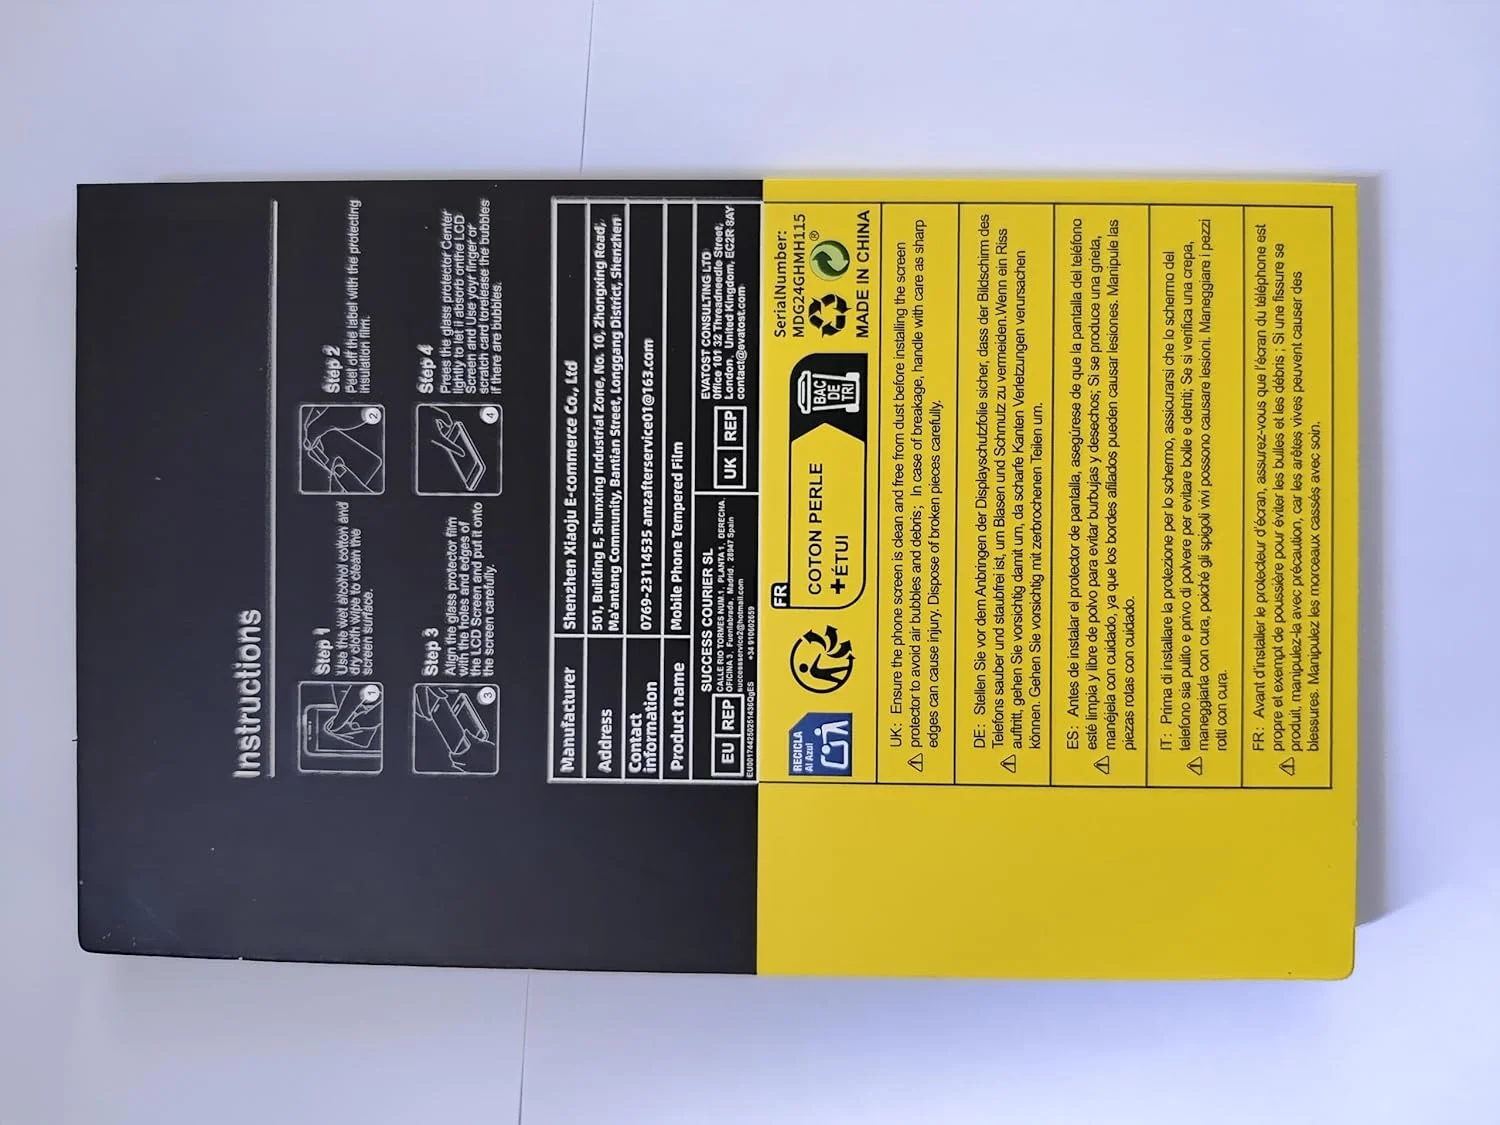 Instructions
Step 1
Use the wet alcohol cotton and
dry cloth wipe to clean the
screen surface.
1
Step 2
Peel off the label with the protecting
insulation film.
2
Step 3
Align the glass protector film
with the holes and edges of
the LCD Screen and put it onto
the screen carefully.
3
Step 4
Prees the glass protector Center
lightly to let it absorb onthe LCD
Screen and Use your finger or
scratch card torelease the bubbles
if there are bubbles.
4
Manufacturer Shenzhen Xiaoju E-commerce Co., Ltd
Address 501, Building E, Shunxing Industrial Zone, No. 10, Zhongxing Road,
Ma'antang Community, Bantian Street, Longgang District, Shenzhen
Contact
information 0769-23114535 amzafterservice01@163.com
Product name Mobile Phone Tempered Film
EU REP
SUCCESS COURIER SL
CALLE RIO TORMES NUM.1, PLANTA 1, DERECHA,
OFICINA 3, Fuenlabrada, Madrid, 28947 Spain
successservice2@hotmail.com
+34 910602659
UK REP
EVATOST CONSULTING LTD
Office 101 32 Threadneedle Street,
London, United Kingdom, EC2R 8AY
contact@evatost.com
RECICLA
Al Azul
FR
COTON PERLE
+ÉTUI
BAC
DE
TRI
SerialNumber:
MDG24GHMH115
®
MADE IN CHINA
UK: Ensure the phone screen is clean and free from dust before installing the screen
protector to avoid air bubbles and debris; In case of breakage, handle with care as sharp
edges can cause injury. Dispose of broken pieces carefully.
DE: Stellen Sie vor dem Anbringen der Displayschutzfolie sicher, dass der Bildschirm des
Telefons sauber und staubfrei ist, um Blasen und Schmutz zu vermeiden.Wenn ein Riss
auftritt, gehen Sie vorsichtig damit um, da scharfe Kanten Verletzungen verursachen
können. Gehen Sie vorsichtig mit zerbrochenen Teilen um.
ES: Antes de instalar el protector de pantalla, asegúrese de que la pantalla del teléfono
esté limpia y libre de polvo para evitar burbujas y desechos; Si se produce una grieta,
manéjela con cuidado, ya que los bordes afilados pueden causar lesiones. Manipule las
piezas rotas con cuidado.
IT: Prima di installare la protezione per lo schermo, assicurarsi che lo schermo del
telefono sia pulito e privo di polvere per evitare bolle e detriti; Se si verifica una crepa,
maneggiarla con cura, poiché gli spigoli vivi possono causare lesioni. Maneggiare i pezzi
rotti con cura.
FR: Avant d'installer le protecteur d'écran, assurez-vous que l'écran du téléphone est
propre et exempt de poussière pour éviter les bulles et les débris ; Si une fissure se
produit, manipulez-la avec précaution, car les arêtes vives peuvent causer des
blessures. Manipulez les morceaux cassés avec soin.